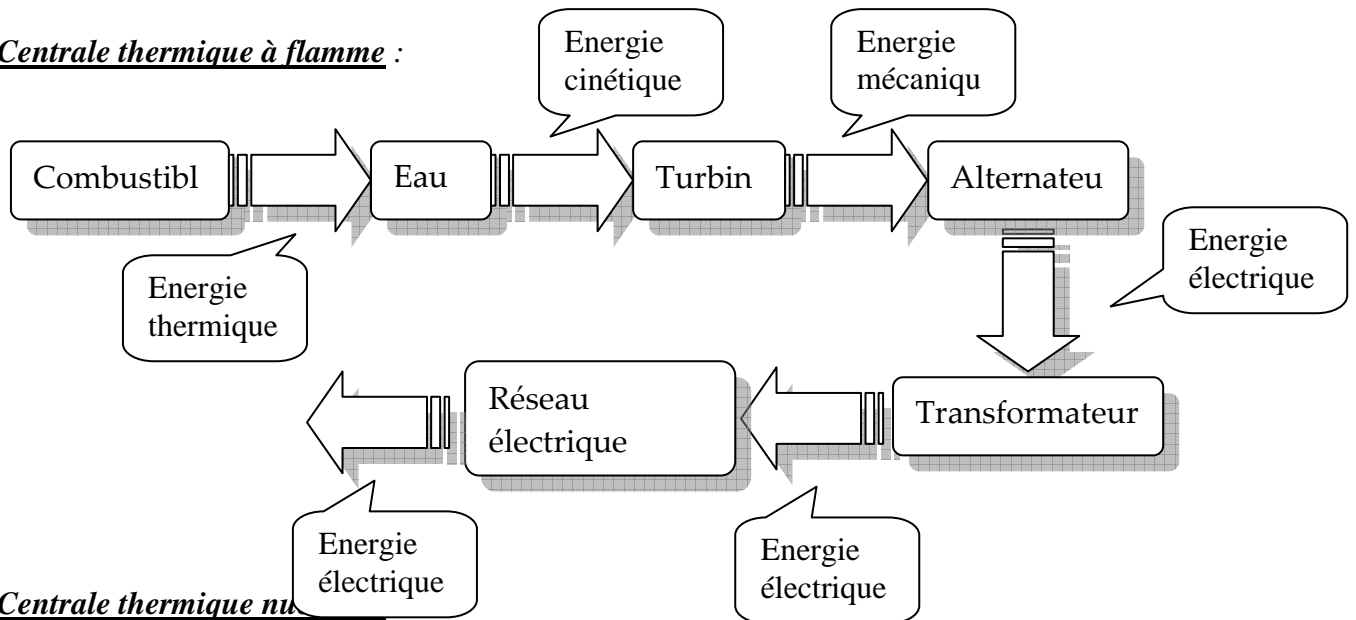 Centrale thermique à flamme :
Energie
cinétique
Energie
mécaniqu
Combustibl
Eau
Turbin
Alternateu
Energie
thermique
Energie
électrique
Transformateur
Réseau
électrique
Energie
électrique
Energie
électrique
Centrale thermique